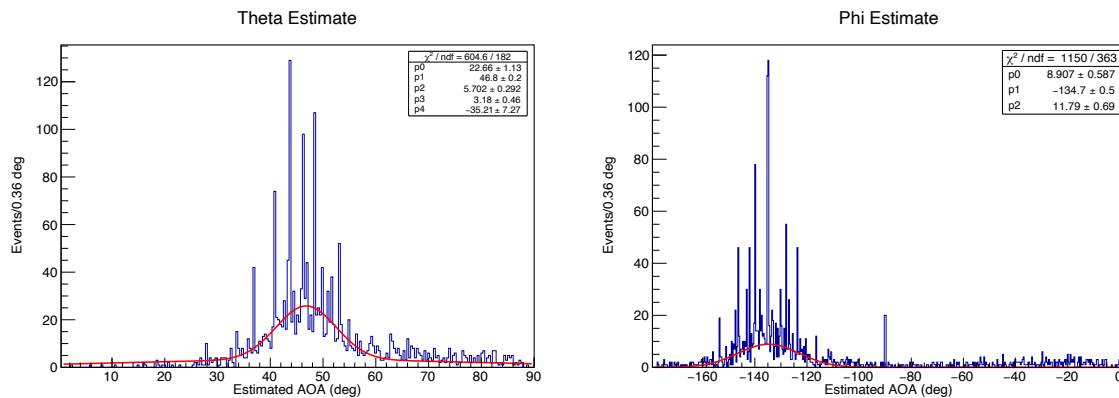 Theta Estimate
χ² / ndf = 604.6 / 182
p0 22.66 ± 1.13
p1 46.8 ± 0.2
p2 5.702 ± 0.292
p3 3.18 ± 0.46
p4 −35.21 ± 7.27
Events/0.36 deg
120
100
80
60
40
20
0
10 20 30 40 50 60 70 80 90
Estimated AOA (deg)
Phi Estimate
χ² / ndf = 1150 / 363
p0 8.907 ± 0.587
p1 −134.7 ± 0.5
p2 11.79 ± 0.69
Events/0.36 deg
120
100
80
60
40
20
0
−160 −140 −120 −100 −80 −60 −40 −20 0
Estimated AOA (deg)